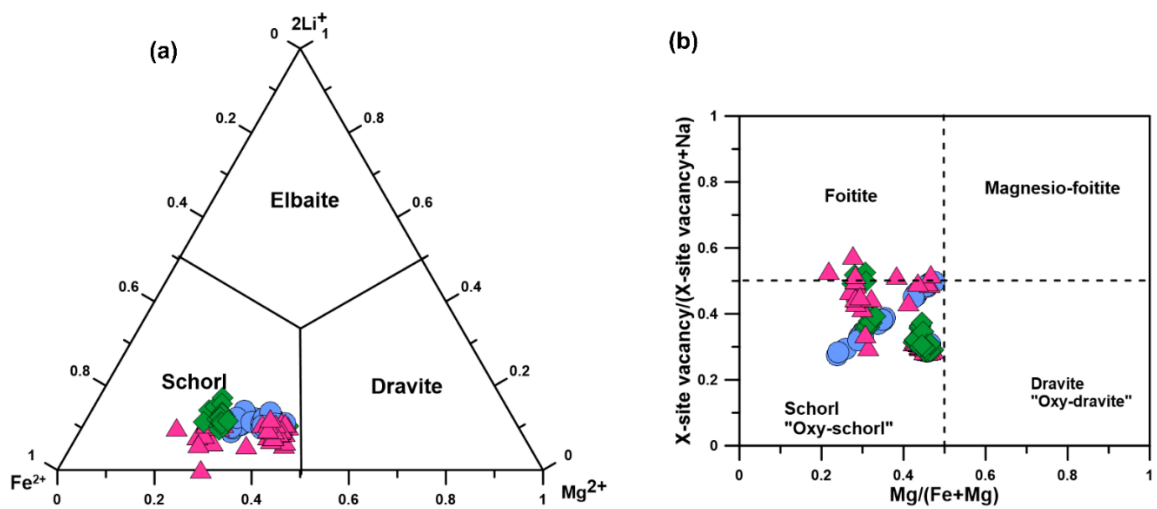 (a)
2Li⁺
0
1
0.2
0.8
Elbaite
0.4
0.6
0.6
0.4
0.8
Schorl
Dravite
0.2
1
0
Fe²⁺
Mg²⁺
0
0.2
0.4
0.6
0.8
1
(b)
X-site vacancy/(X-site vacancy+Na)
1
0.8
0.6
0.4
0.2
0
Foitite
Magnesio-foitite
Schorl
"Oxy-schorl"
Dravite
"Oxy-dravite"
0
0.2
0.4
0.6
0.8
1
Mg/(Fe+Mg)